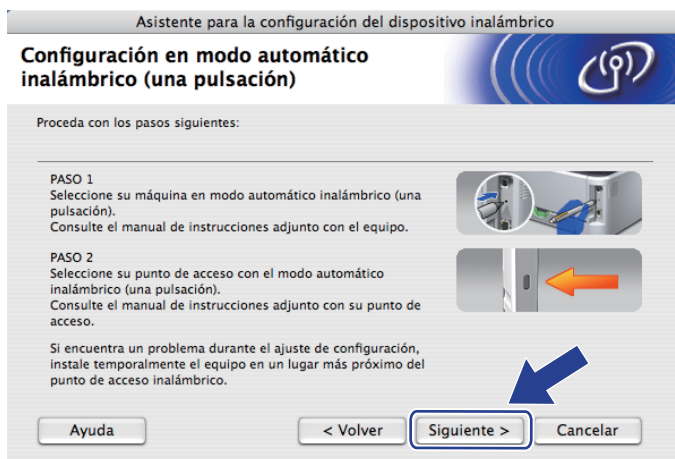 Asistente para la configuración del dispositivo inalámbrico
Configuración en modo automático
inalámbrico (una pulsación)
Proceda con los pasos siguientes:
PASO 1
Seleccione su máquina en modo automático inalámbrico (una
pulsación).
Consulte el manual de instrucciones adjunto con el equipo.
PASO 2
Seleccione su punto de acceso con el modo automático
inalámbrico (una pulsación).
Consulte el manual de instrucciones adjunto con su punto de
acceso.
Si encuentra un problema durante el ajuste de configuración,
instale temporalmente el equipo en un lugar más próximo del
punto de acceso inalámbrico.
Ayuda
< Volver
Siguiente >
Cancelar